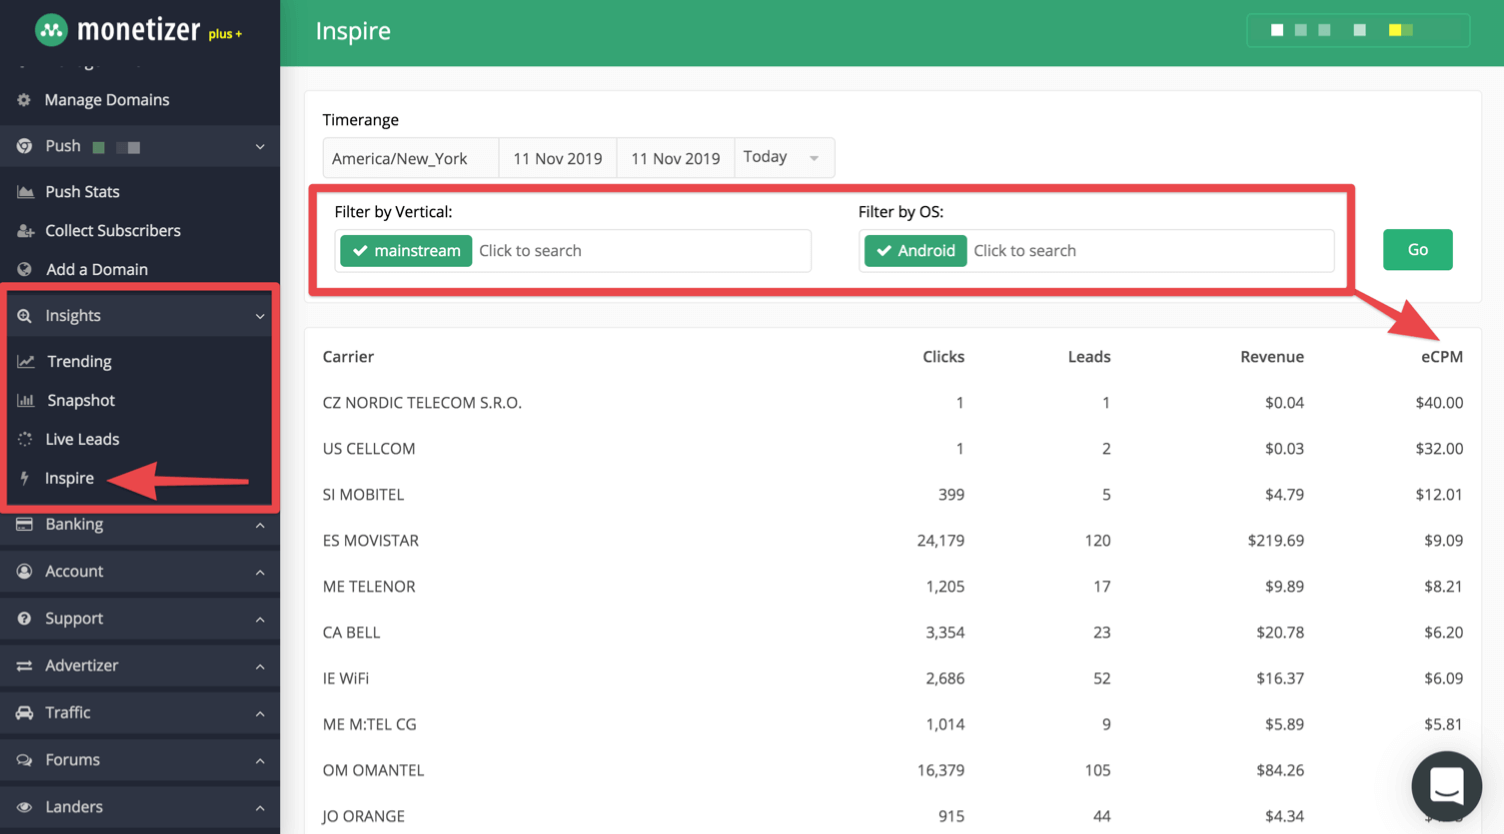 monetizer plus +
Manage Domains
Push
Push Stats
Collect Subscribers
Add a Domain
Insights
Trending
Snapshot
Live Leads
Inspire
Banking
Account
Support
Advertizer
Traffic
Forums
Landers
Inspire
Timerange
America/New_York 11 Nov 2019 11 Nov 2019 Today
Filter by Vertical: Filter by OS:
mainstream Click to search Android Click to search Go
Carrier Clicks Leads Revenue eCPM
CZ NORDIC TELECOM S.R.O. 1 1 $0.04 $40.00
US CELLCOM 1 2 $0.03 $32.00
SI MOBITEL 399 5 $4.79 $12.01
ES MOVISTAR 24,179 120 $219.69 $9.09
ME TELENOR 1,205 17 $9.89 $8.21
CA BELL 3,354 23 $20.78 $6.20
IE WiFi 2,686 52 $16.37 $6.09
ME M:TEL CG 1,014 9 $5.89 $5.81
OM OMANTEL 16,379 105 $84.26
JO ORANGE 915 44 $4.34